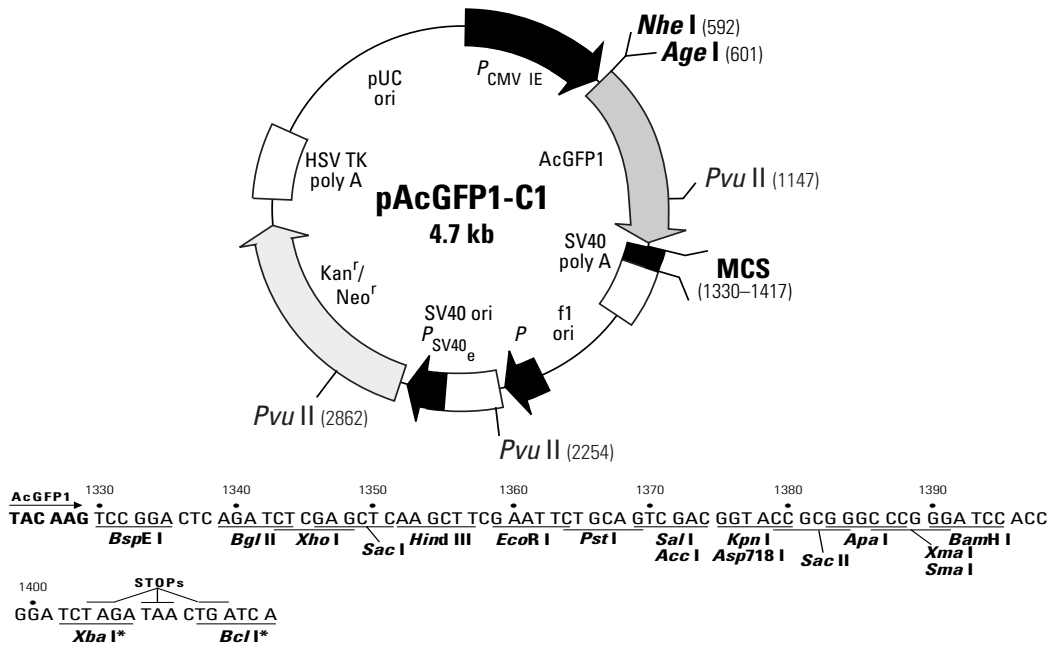 Nhe I (592)
Age I (601)
P CMV IE
pUC
ori
HSV TK
poly A
AcGFP1
Pvu II (1147)
pAcGFP1-C1
4.7 kb
SV40
poly A
MCS
(1330–1417)
Kanr/
Neor
SV40 ori
P SV40e
P
f1
ori
Pvu II (2862)
Pvu II (2254)
AcGFP1
1330 1340 1350 1360 1370 1380 1390
TAC AAG TCC GGA CTC AGA TCT CGA GCT CAA GCT TCG AAT TCT GCA GTC GAC GGT ACC GCG GGC CCG GGA TCC ACC
BspE I Bgl II Xho I Sac I Hind III EcoR I Pst I Sal I Kpn I Sac II Apa I Xma I BamH I
Acc I Asp718 I Sma I
1400 STOPs
GGA TCT AGA TAA CTG ATC A
Xba I* Bcl I*